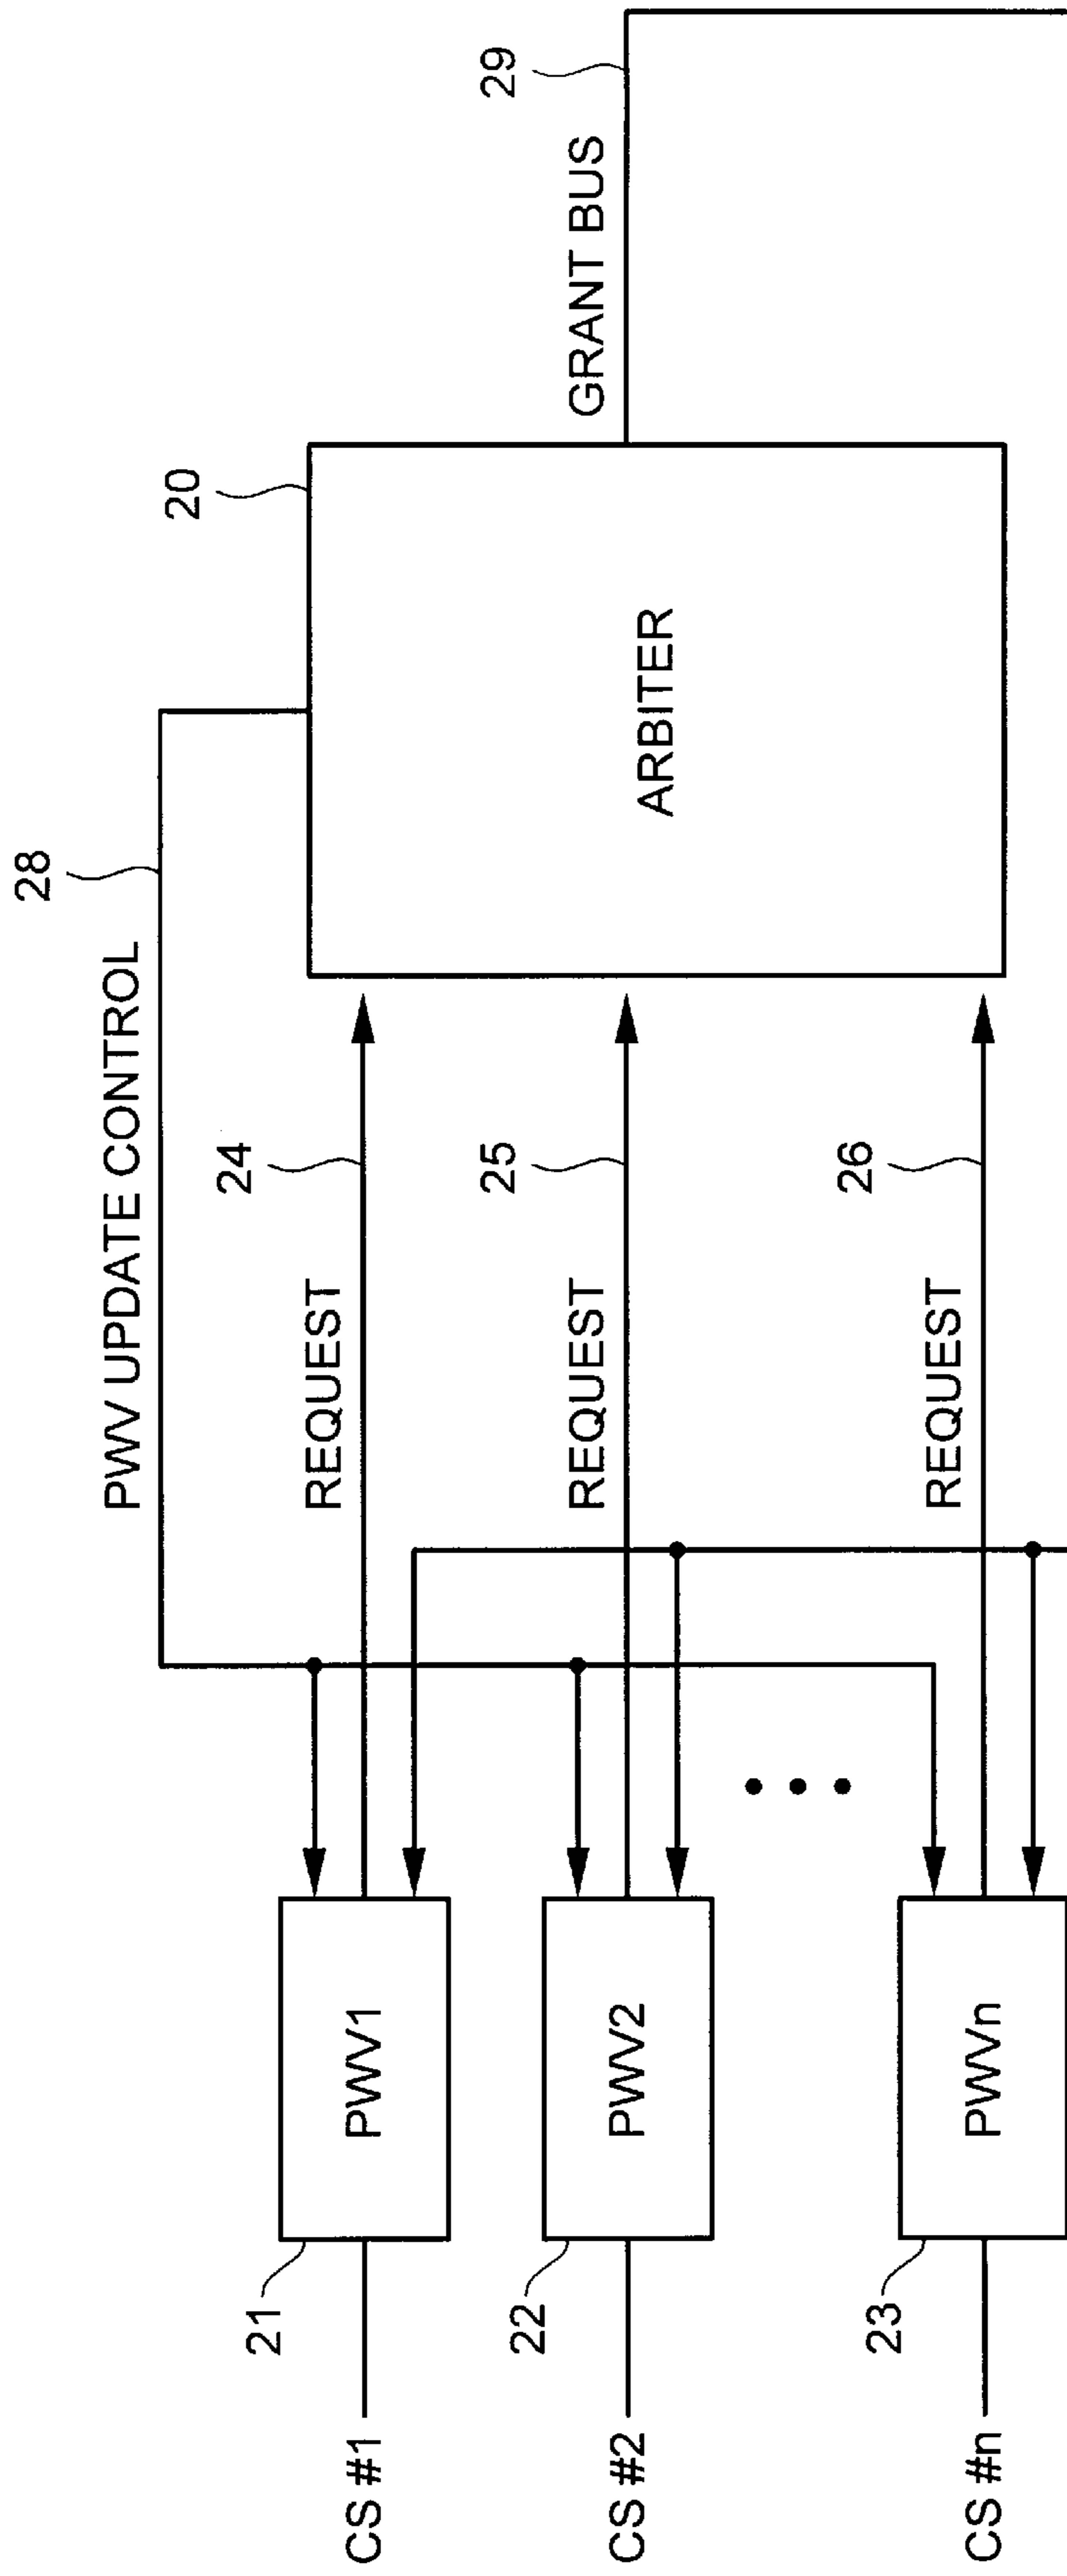 28
PWV UPDATE CONTROL
20
29
GRANT BUS
ARBITER
24
REQUEST
25
REQUEST
26
REQUEST
21
PWV1
CS #1
22
PWV2
CS #2
23
PWVn
CS #n